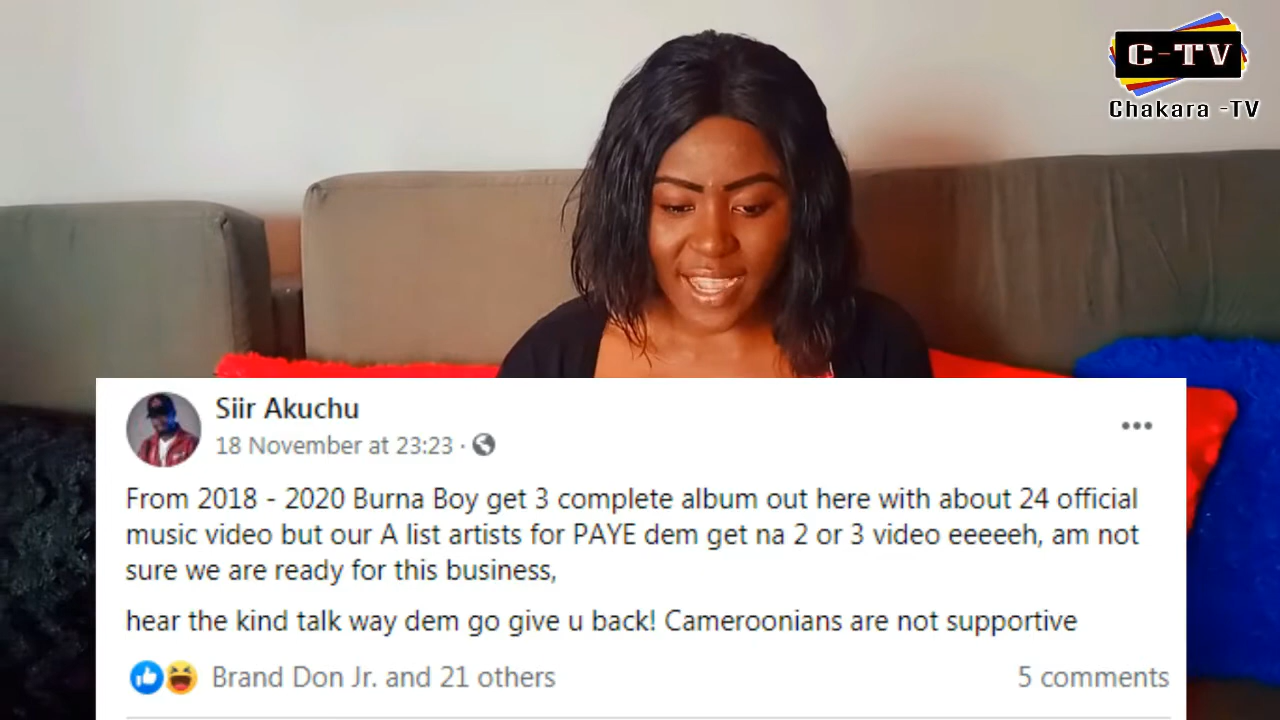 C-TV
Chakara -TV
Siir Akuchu
18 November at 23:23 ·
From 2018 - 2020 Burna Boy get 3 complete album out here with about 24 official
music video but our A list artists for PAYE dem get na 2 or 3 video eeeeeh, am not
sure we are ready for this business,
hear the kind talk way dem go give u back! Cameroonians are not supportive
Brand Don Jr. and 21 others
5 comments